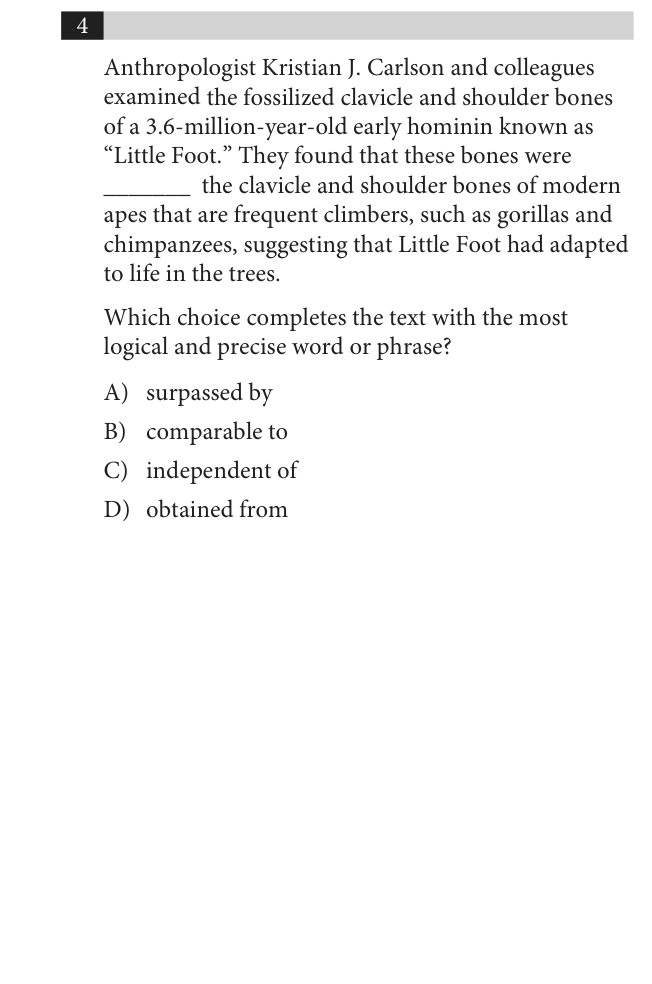 4
Anthropologist Kristian J. Carlson and colleagues
examined the fossilized clavicle and shoulder bones
of a 3.6-million-year-old early hominin known as
“Little Foot.” They found that these bones were
_______ the clavicle and shoulder bones of modern
apes that are frequent climbers, such as gorillas and
chimpanzees, suggesting that Little Foot had adapted
to life in the trees.
Which choice completes the text with the most
logical and precise word or phrase?
A) surpassed by
B) comparable to
C) independent of
D) obtained from